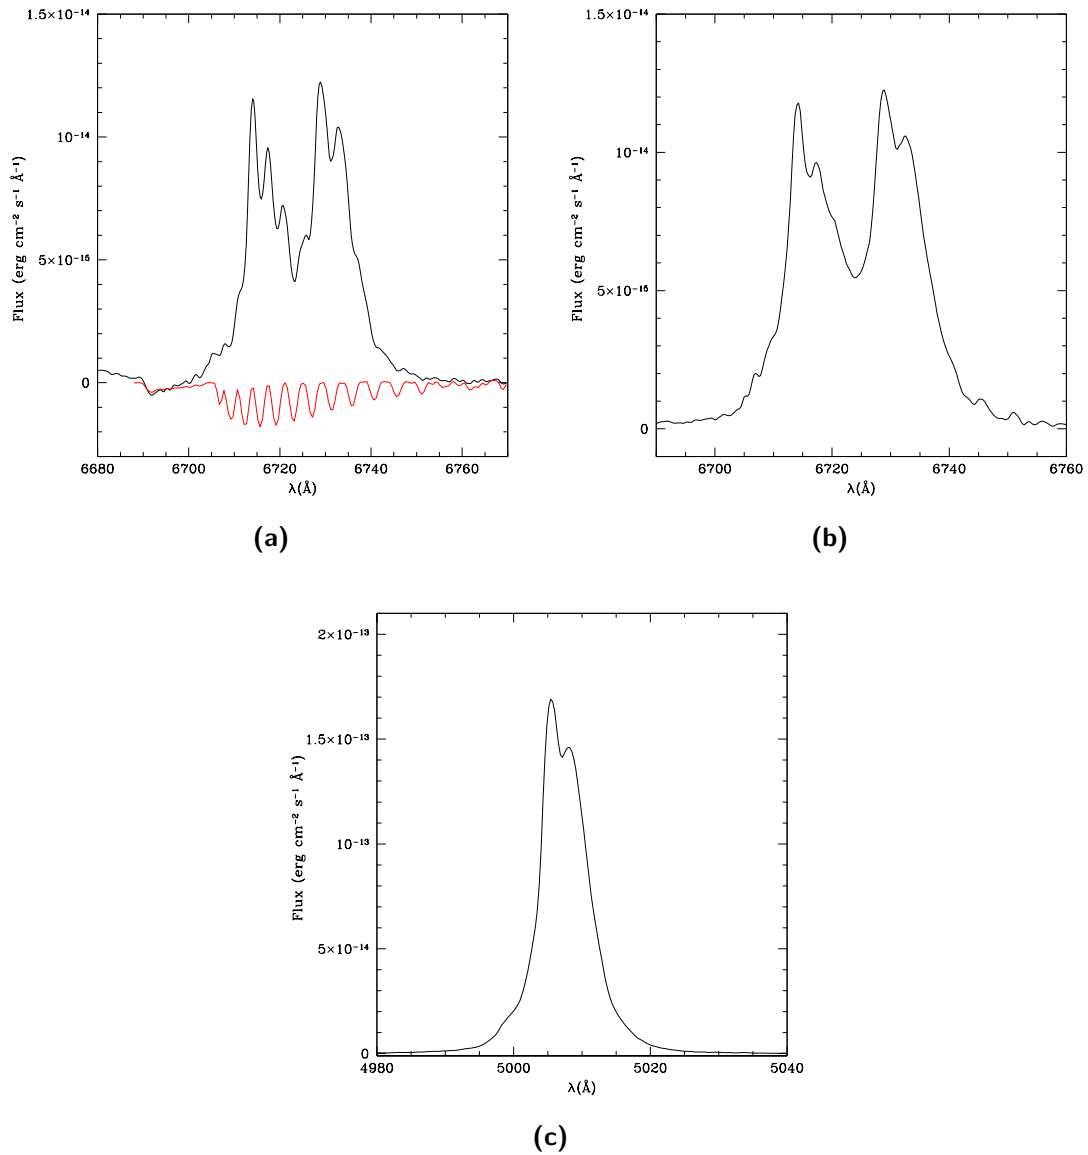 1.5×10⁻¹⁴
10⁻¹⁴
5×10⁻¹⁵
0
Flux (erg cm⁻² s⁻¹ Å⁻¹)
6680 6700 6720 6740 6760
λ(Å)
(a)
1.5×10⁻¹⁴
10⁻¹⁴
5×10⁻¹⁵
0
Flux (erg cm⁻² s⁻¹ Å⁻¹)
6700 6720 6740 6760
λ(Å)
(b)
2×10⁻¹³
1.5×10⁻¹³
10⁻¹³
5×10⁻¹⁴
0
Flux (erg cm⁻² s⁻¹ Å⁻¹)
4980 5000 5020 5040
λ(Å)
(c)